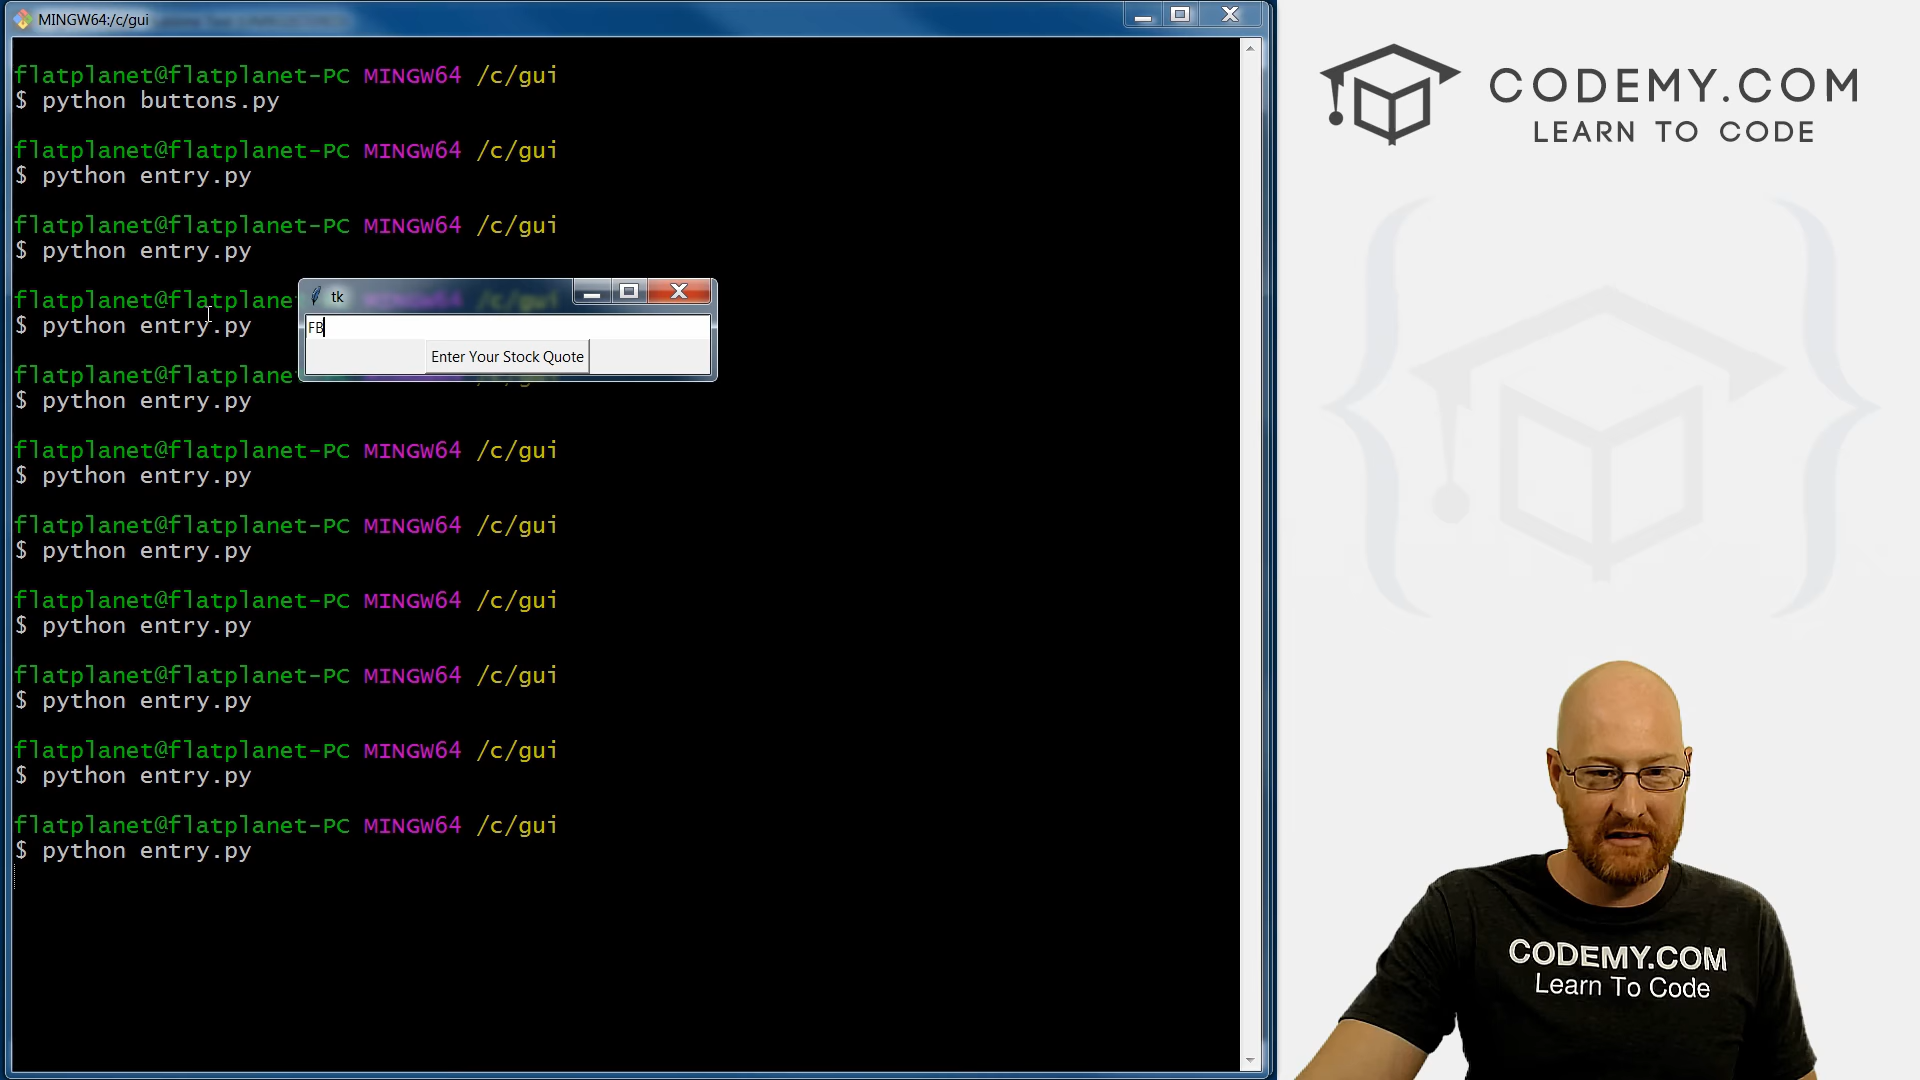 MINGW64:/c/gui
flatplanet@flatplanet-PC MINGW64 /c/gui
$ python buttons.py
flatplanet@flatplanet-PC MINGW64 /c/gui
$ python entry.py
flatplanet@flatplanet-PC MINGW64 /c/gui
$ python entry.py
flatplanet@flatplane
$ python entry.py
tk
FB
Enter Your Stock Quote
flatplanet@flatplane
$ python entry.py
flatplanet@flatplanet-PC MINGW64 /c/gui
$ python entry.py
flatplanet@flatplanet-PC MINGW64 /c/gui
$ python entry.py
flatplanet@flatplanet-PC MINGW64 /c/gui
$ python entry.py
flatplanet@flatplanet-PC MINGW64 /c/gui
$ python entry.py
flatplanet@flatplanet-PC MINGW64 /c/gui
$ python entry.py
flatplanet@flatplanet-PC MINGW64 /c/gui
$ python entry.py
CODEMY.COM
LEARN TO CODE
CODEMY.COM
Learn To Code